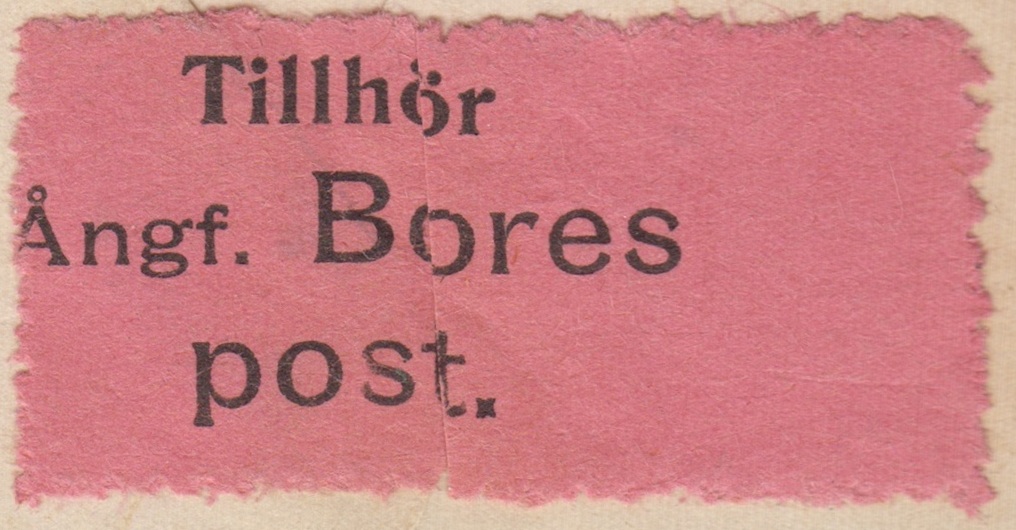 Tillhör
Ångf. Bores
post.